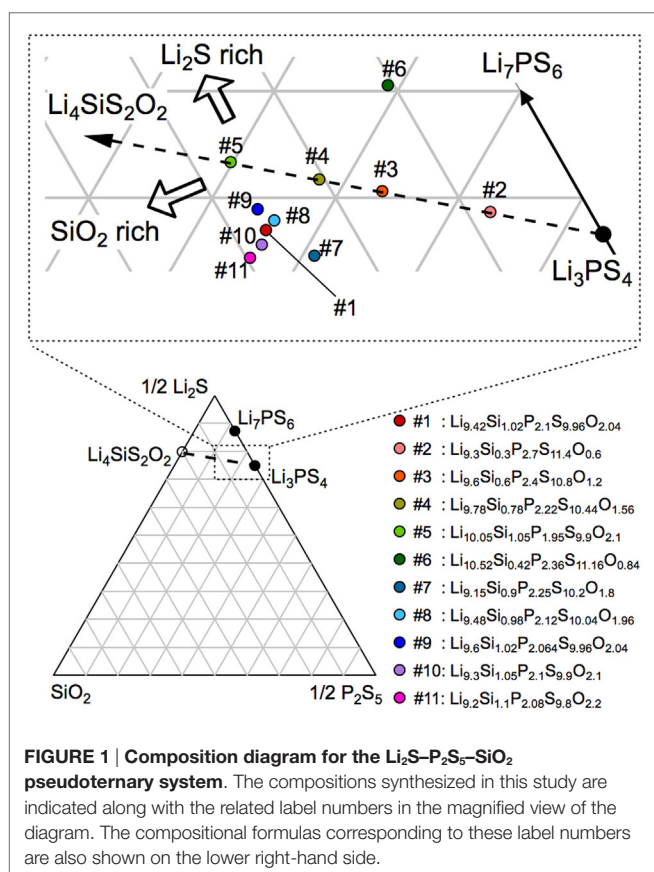 Li₂S rich
#6
Li₇PS₆
Li₄SiS₂O₂
#5
#4
#3
#2
SiO₂ rich
#9
#8
#10
#7
#11
Li₃PS₄
#1
1/2 Li₂S
Li₇PS₆
Li₄SiS₂O₂
Li₃PS₄
SiO₂
1/2 P₂S₅
#1 : Li₉.₄₂Si₁.₀₂P₂.₁S₉.₉₆O₂.₀₄
#2 : Li₉.₃Si₀.₃P₂.₇S₁₁.₄O₀.₆
#3 : Li₉.₆Si₀.₆P₂.₄S₁₀.₈O₁.₂
#4 : Li₉.₇₈Si₀.₇₈P₂.₂₂S₁₀.₄₄O₁.₅₆
#5 : Li₁₀.₀₅Si₁.₀₅P₁.₉₅S₉.₉O₂.₁
#6 : Li₁₀.₅₂Si₀.₄₂P₂.₃₆S₁₁.₁₆O₀.₈₄
#7 : Li₉.₁₅Si₀.₉P₂.₂₅S₁₀.₂O₁.₈
#8 : Li₉.₄₈Si₀.₉₈P₂.₁₂S₁₀.₀₄O₁.₉₆
#9 : Li₉.₆Si₁.₀₂P₂.₀₆₄S₉.₉₆O₂.₀₄
#10: Li₉.₃Si₁.₀₅P₂.₁S₉.₉O₂.₁
#11: Li₉.₂Si₁.₁P₂.₀₈S₉.₈O₂.₂
FIGURE 1 | Composition diagram for the Li₂S–P₂S₅–SiO₂
pseudoternary system. The compositions synthesized in this study are
indicated along with the related label numbers in the magnified view of the
diagram. The compositional formulas corresponding to these label numbers
are also shown on the lower right-hand side.